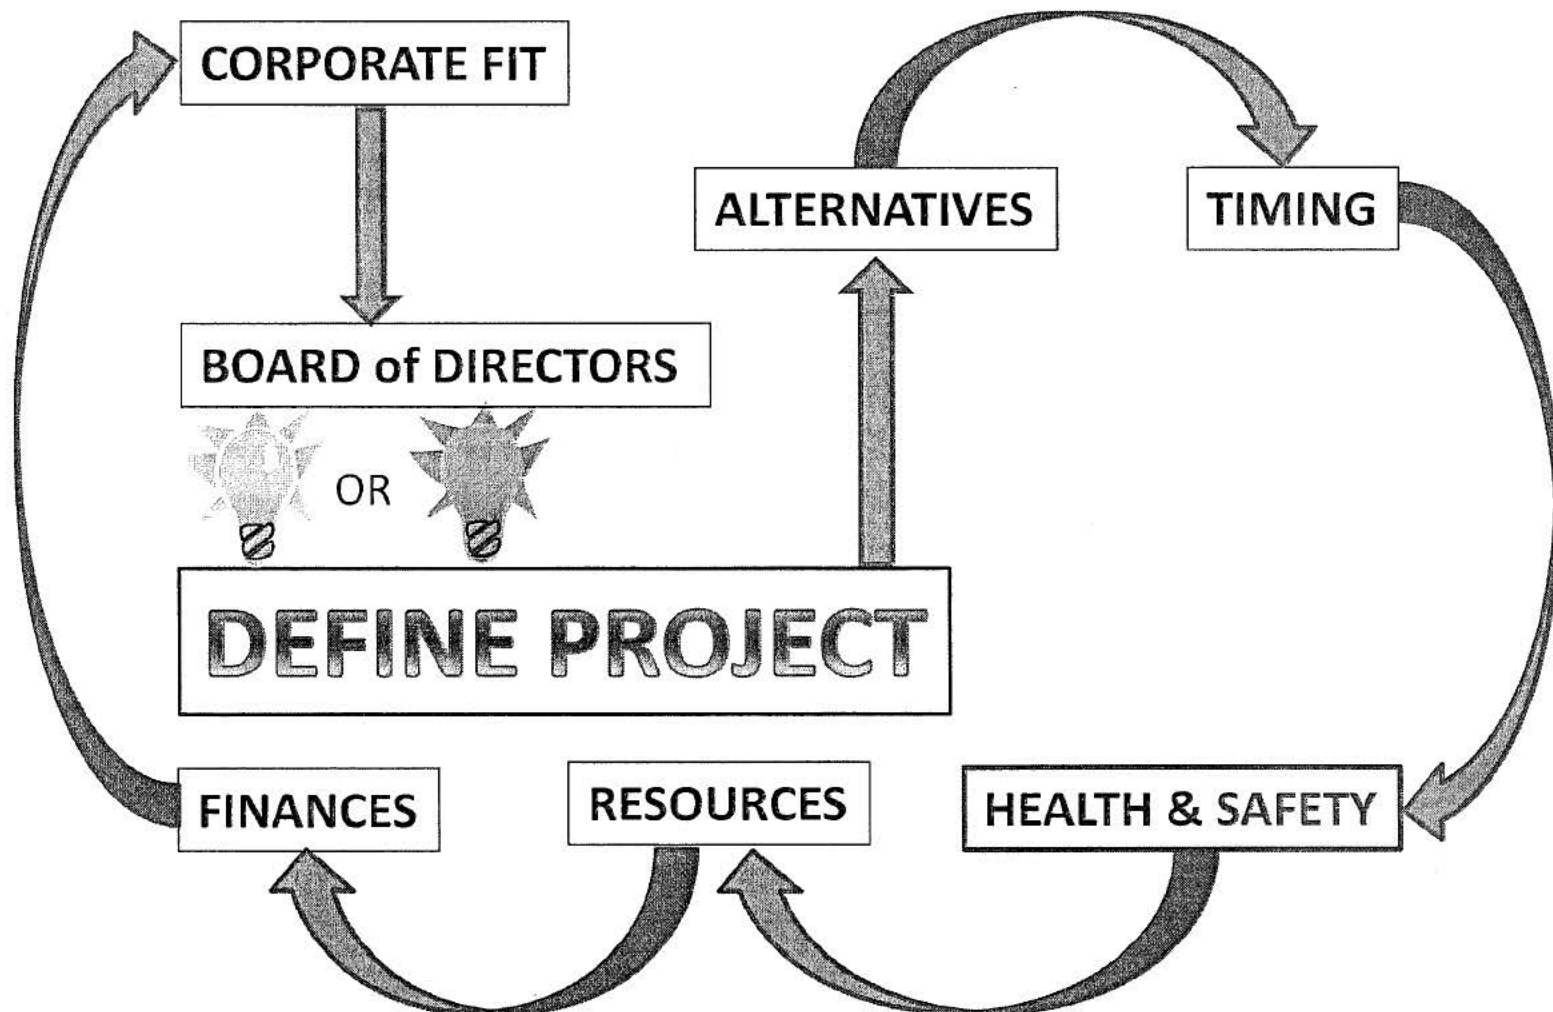 CORPORATE FIT
ALTERNATIVES
TIMING
BOARD of DIRECTORS
OR
DEFINE PROJECT
FINANCES
RESOURCES
HEALTH & SAFETY